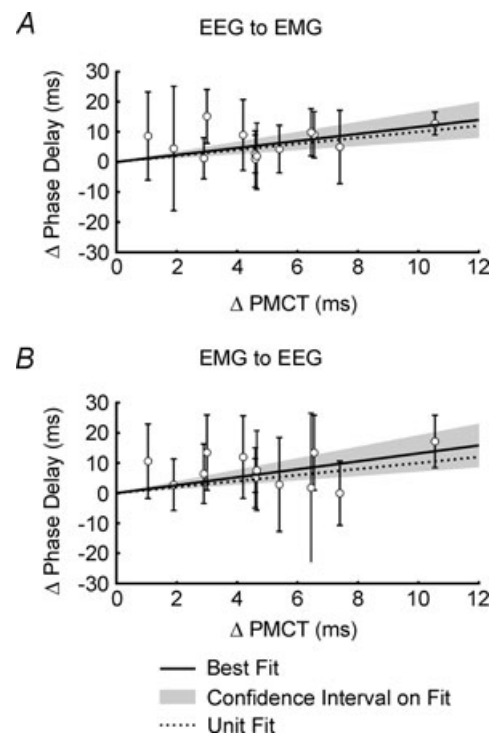 A
EEG to EMG
Δ Phase Delay (ms)
30
20
10
0
-10
-20
-30
0 2 4 6 8 10 12
Δ PMCT (ms)
B
EMG to EEG
Δ Phase Delay (ms)
30
20
10
0
-10
-20
-30
0 2 4 6 8 10 12
Δ PMCT (ms)
Best Fit
Confidence Interval on Fit
Unit Fit